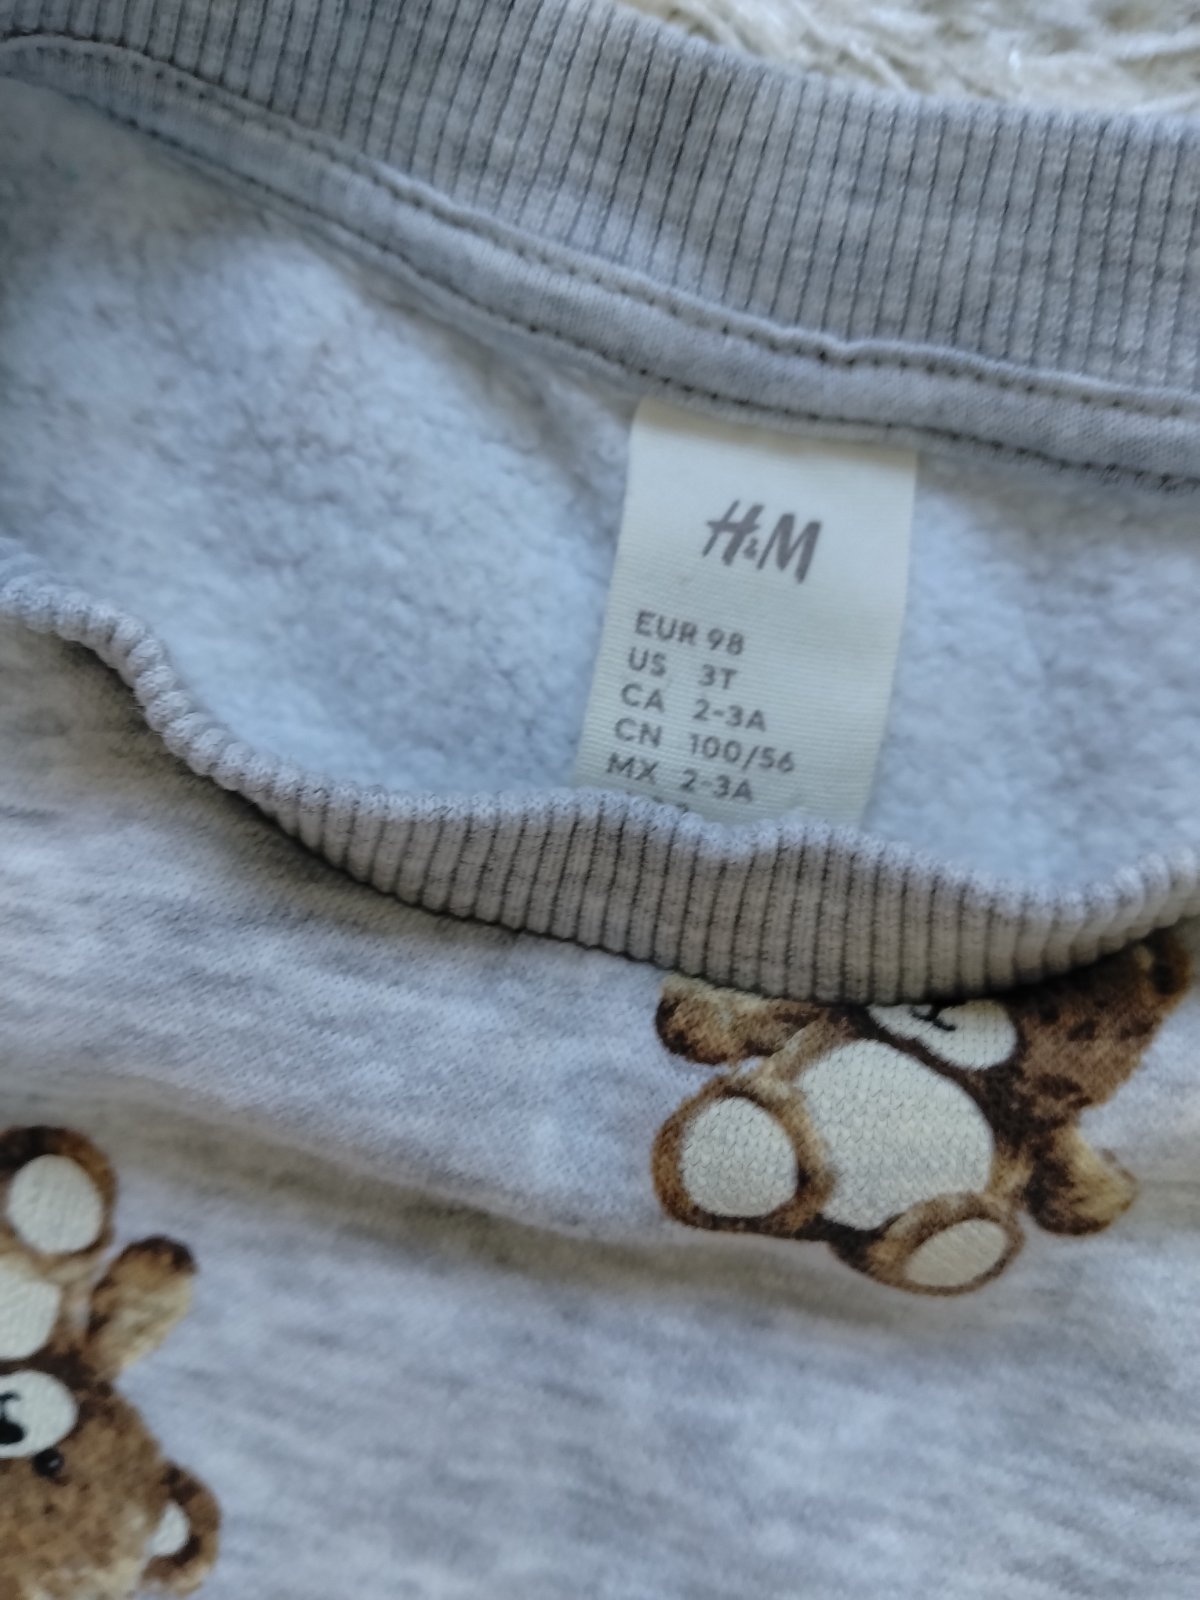 H&M
EUR 98
US 3T
CA 2-3A
CN 100/56
MX 2-3A